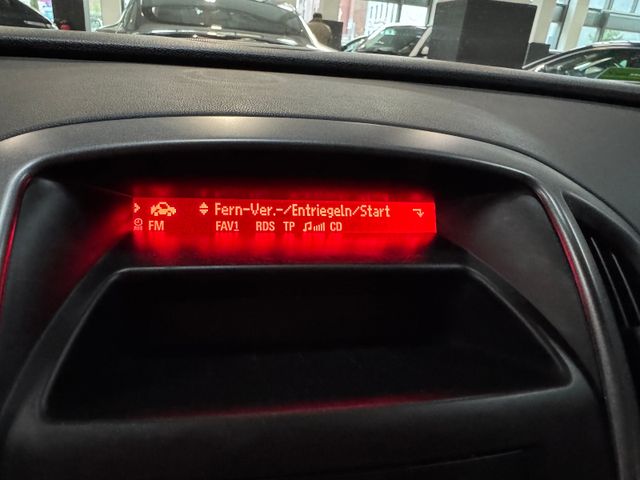 Fern-Ver.-/Entriegeln/Start
FM FAV1 RDS TP CD